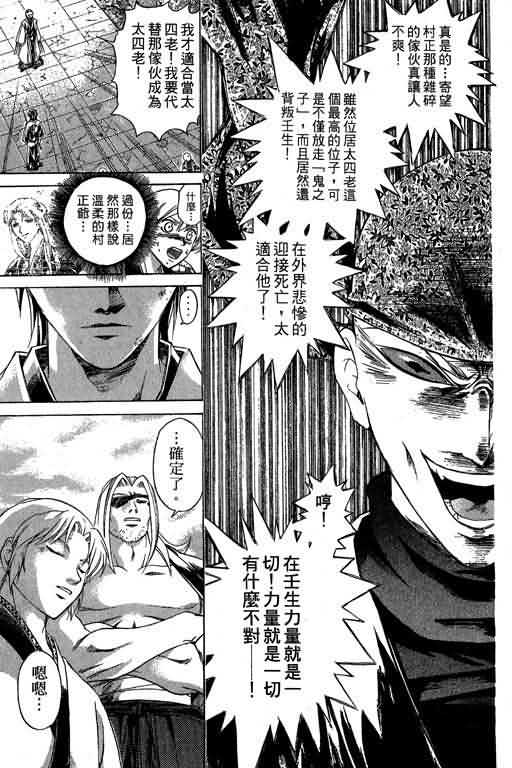 真是的…寄望
村正那種雜碎
的傢伙真讓人
不爽！
雖然位居太四老這
個最高的位子，可
是不僅放走「鬼之
子」，而且居然還
背叛壬生！
在外界悲慘的
迎接死亡，太
適合他了！
哼！
在壬生力量就是一
切！力量就是一切
有什麼不對——！
我才適合當太
四老！我要代
替那傢伙成為
太四老！
什麼…
過份…居
然那樣說
溫柔的村
正爺…
…
…確定了。
嗯嗯…